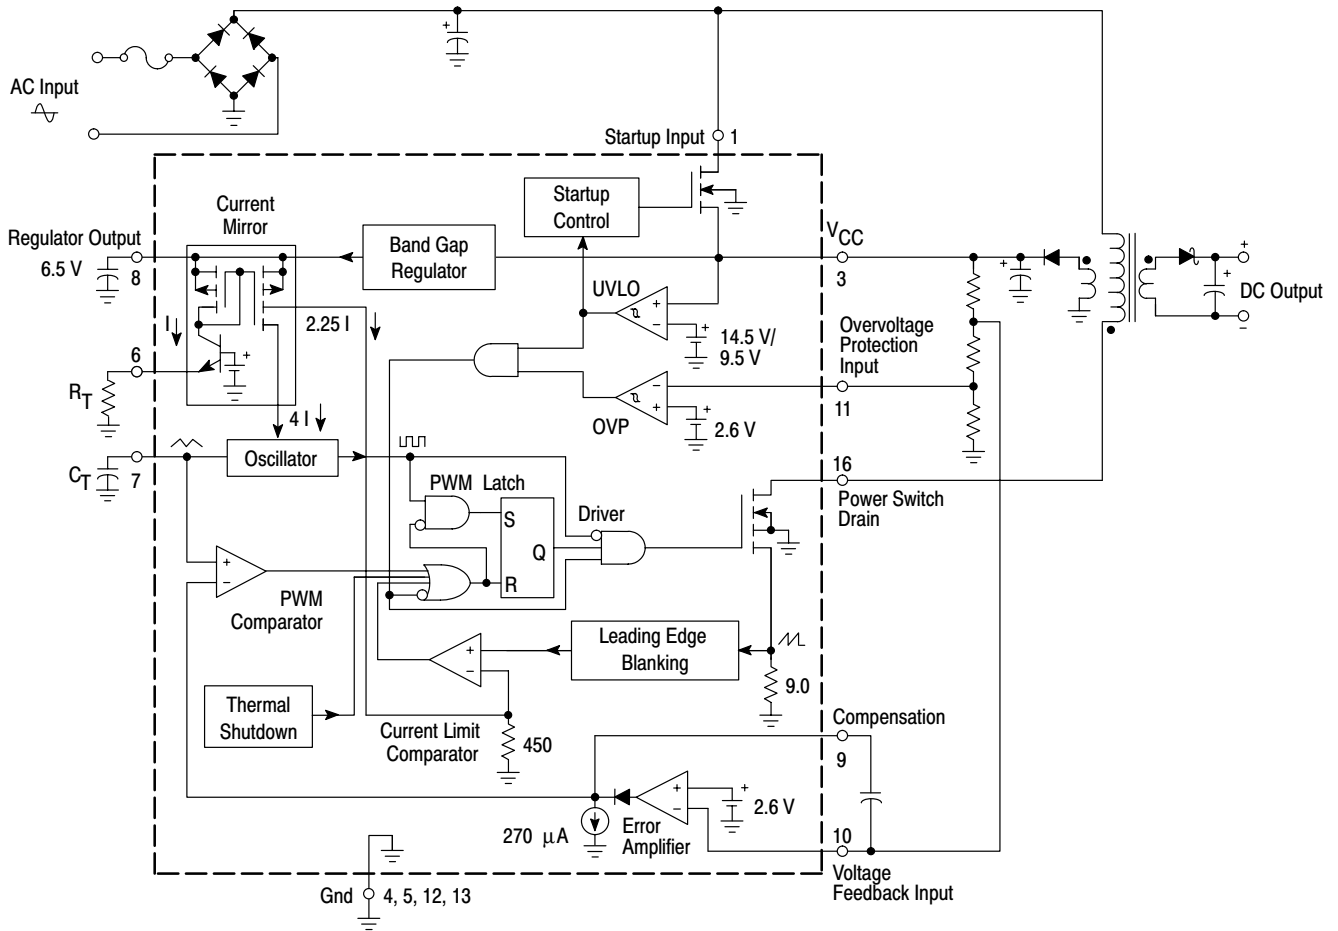 AC Input
Startup Input
1
Current
Mirror
Startup
Control
Regulator Output
6.5 V
8
Band Gap
Regulator
VCC
3
DC Output
+
−
UVLO
14.5 V/
9.5 V
I
2.25 I
Overvoltage
Protection
Input
11
6
RT
4 I
OVP
2.6 V
CT
7
Oscillator
16
Power Switch
Drain
PWM Latch
S
Q
R
Driver
PWM
Comparator
Leading Edge
Blanking
9.0
Thermal
Shutdown
Current Limit
Comparator
450
Compensation
9
270 µA
Error
Amplifier
2.6 V
10
Voltage
Feedback Input
Gnd
4, 5, 12, 13